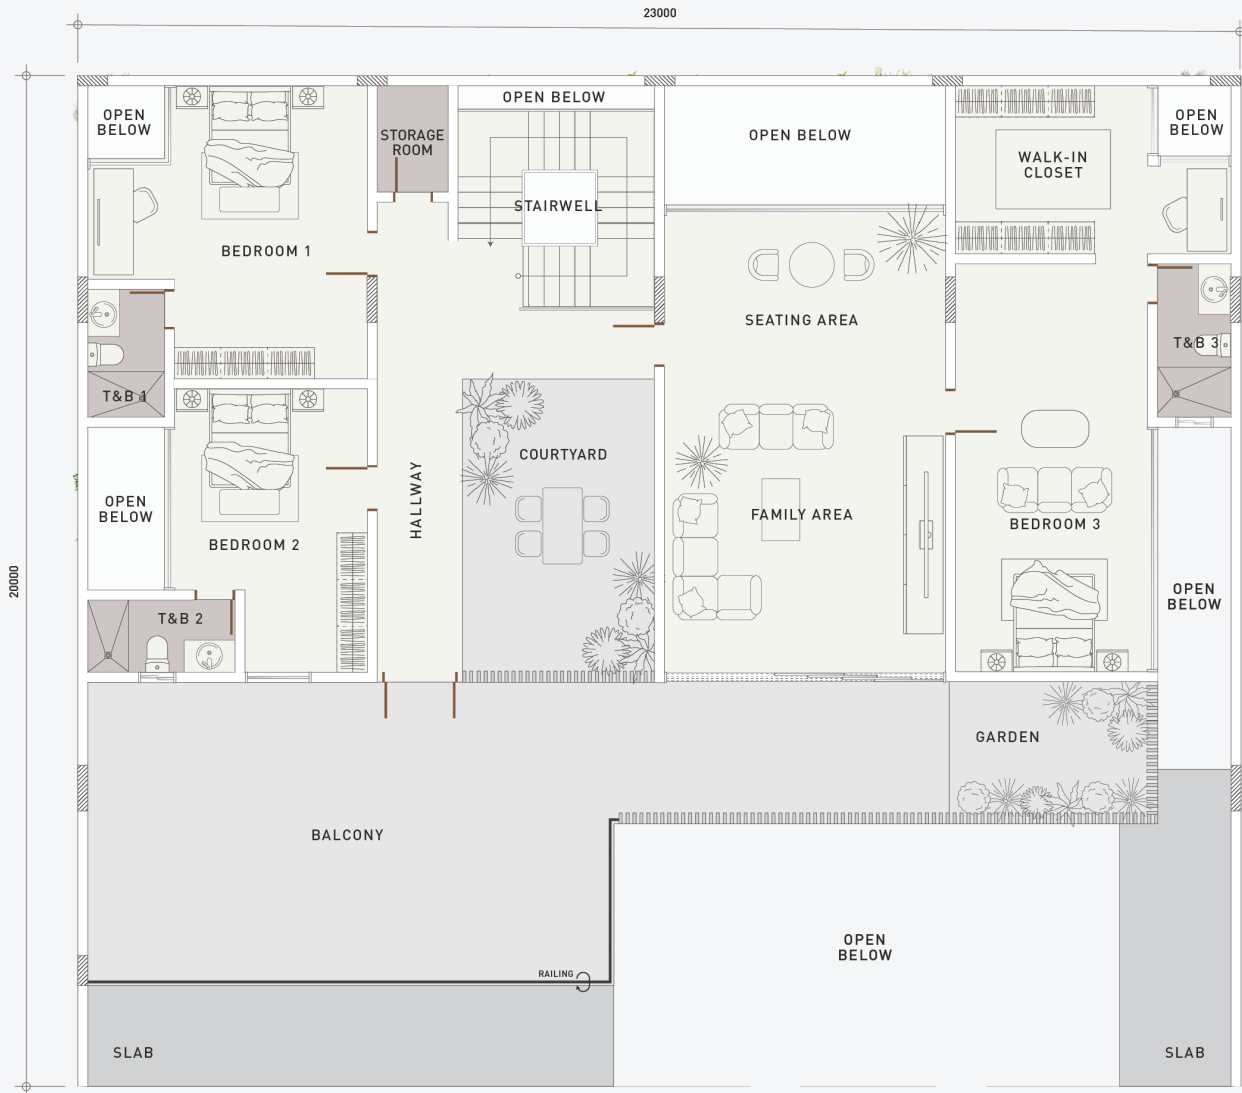 23000
20000
OPEN
BELOW
STORAGE
ROOM
OPEN BELOW
OPEN BELOW
WALK-IN
CLOSET
OPEN
BELOW
STAIRWELL
BEDROOM 1
SEATING AREA
T&B 3
T&B 1
COURTYARD
HALLWAY
OPEN
BELOW
FAMILY AREA
BEDROOM 3
BEDROOM 2
OPEN
BELOW
T&B 2
GARDEN
BALCONY
OPEN
BELOW
RAILING
SLAB
SLAB